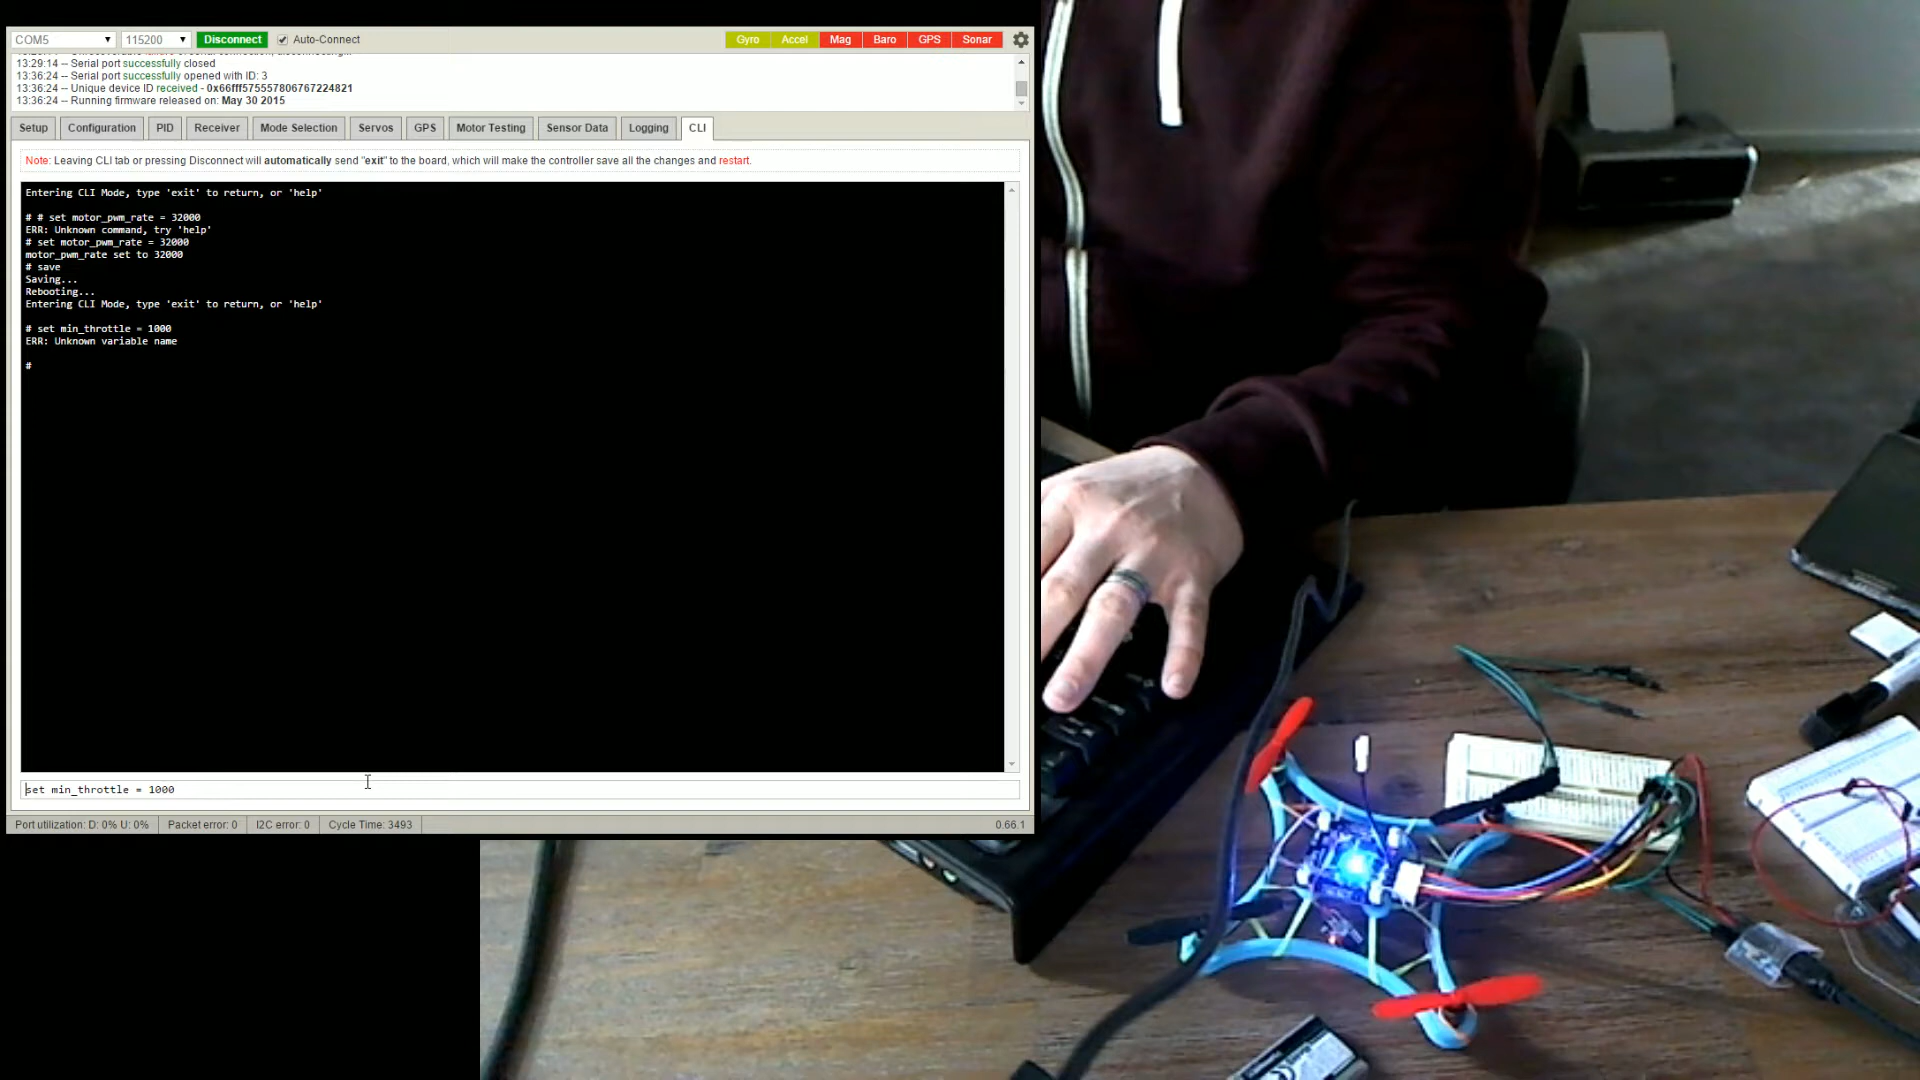 COM5 115200 Disconnect Auto-Connect Gyro Accel Mag Baro GPS Sonar
13:29:14 -- Serial port successfully closed
13:36:24 -- Serial port successfully opened with ID: 3
13:36:24 -- Unique device ID received - 0x66fff575557806767224821
13:36:24 -- Running firmware released on: May 30 2015
Setup Configuration PID Receiver Mode Selection Servos GPS Motor Testing Sensor Data Logging CLI
Note: Leaving CLI tab or pressing Disconnect will automatically send "exit" to the board, which will make the controller save all the changes and restart.
Entering CLI Mode, type 'exit' to return, or 'help'
# # set motor_pwm_rate = 32000
ERR: Unknown command, try 'help'
# set motor_pwm_rate = 32000
motor_pwm_rate set to 32000
# save
Saving...
Rebooting...
Entering CLI Mode, type 'exit' to return, or 'help'
# set min_throttle = 1000
ERR: Unknown variable name
#
set min_throttle = 1000
Port utilization: D: 0% U: 0% Packet error: 0 I2C error: 0 Cycle Time: 3493 0.66.1